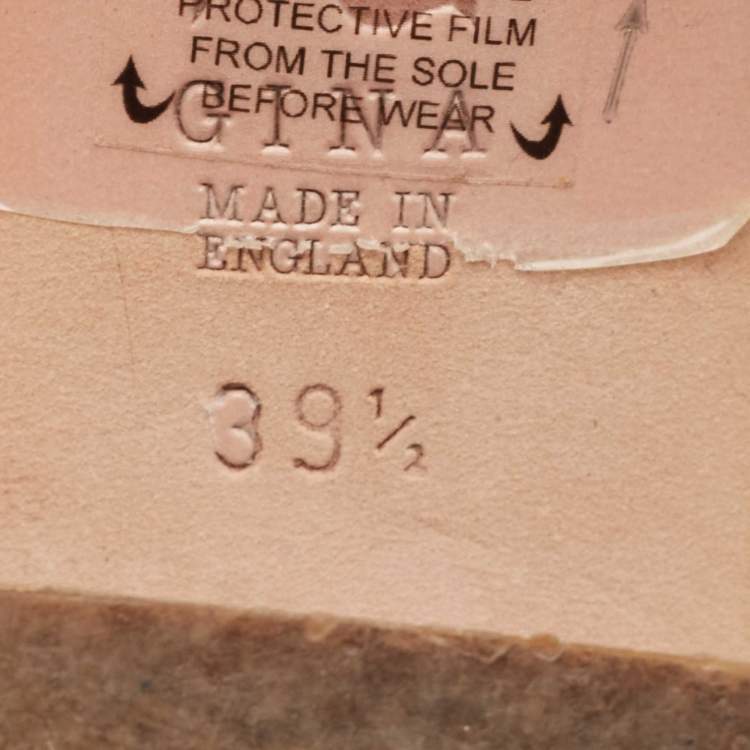 PROTECTIVE FILM
FROM THE SOLE
BEFORE WEAR
GINA
MADE IN
ENGLAND
39½